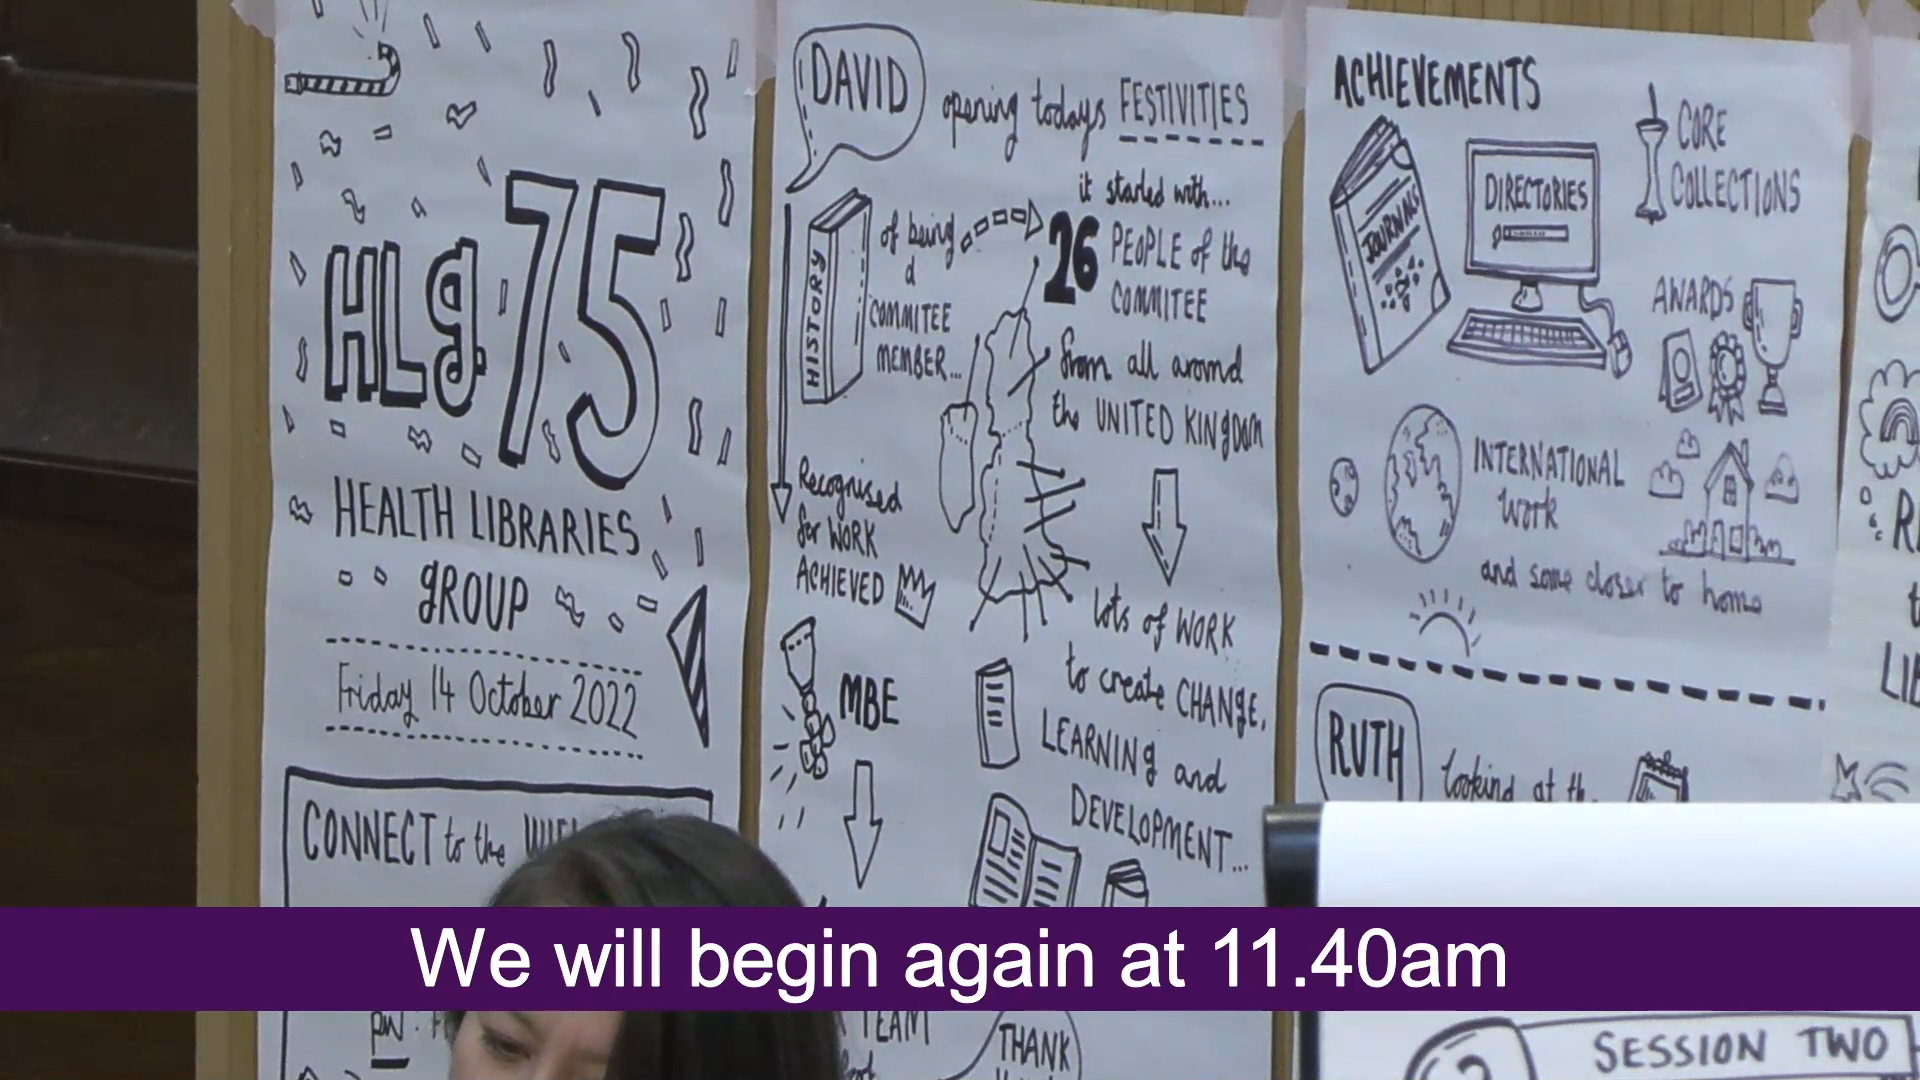 HLg 75
HEALTH LIBRARIES
gROUP
Friday 14 October 2022
CONNECT to the
pw.
DAVID
opening todays FESTIVITIES
it started with...
HISTORY
of being
a
COMMITEE
MEMBER...
26 PEOPLE of the
COMMITEE
from all around
the UNITED KINgDOM
Recognised
for WORK
ACHIEVED
MBE
lots of WORK
to create CHANgE,
LEARNINg and
DEVELOPMENT...
TEAM
THANK
ACHIEVEMENTS
JOURNALS
DIRECTORIES
CORE
COLLECTIONS
AWARDS
INTERNATIONAL
work
and some closer to home
RUTH
looking at
SESSION TWO
We will begin again at 11.40am